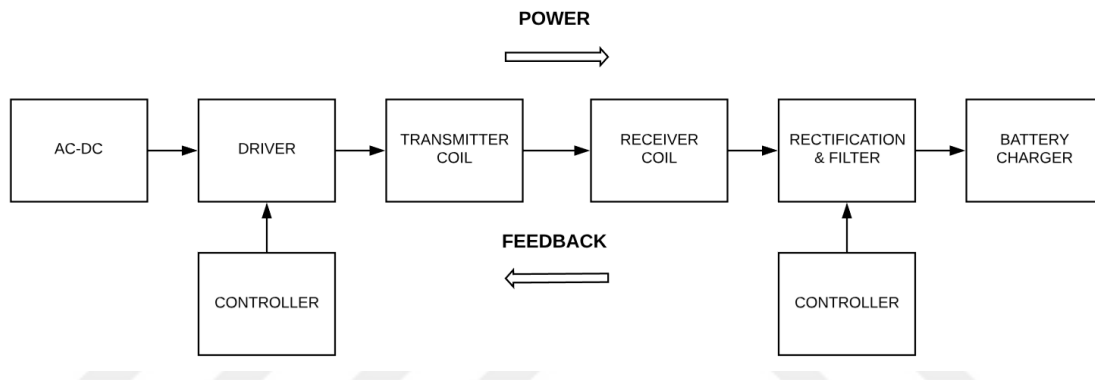 POWER
AC-DC
DRIVER
TRANSMITTER
COIL
RECEIVER
COIL
RECTIFICATION
& FILTER
BATTERY
CHARGER
FEEDBACK
CONTROLLER
CONTROLLER